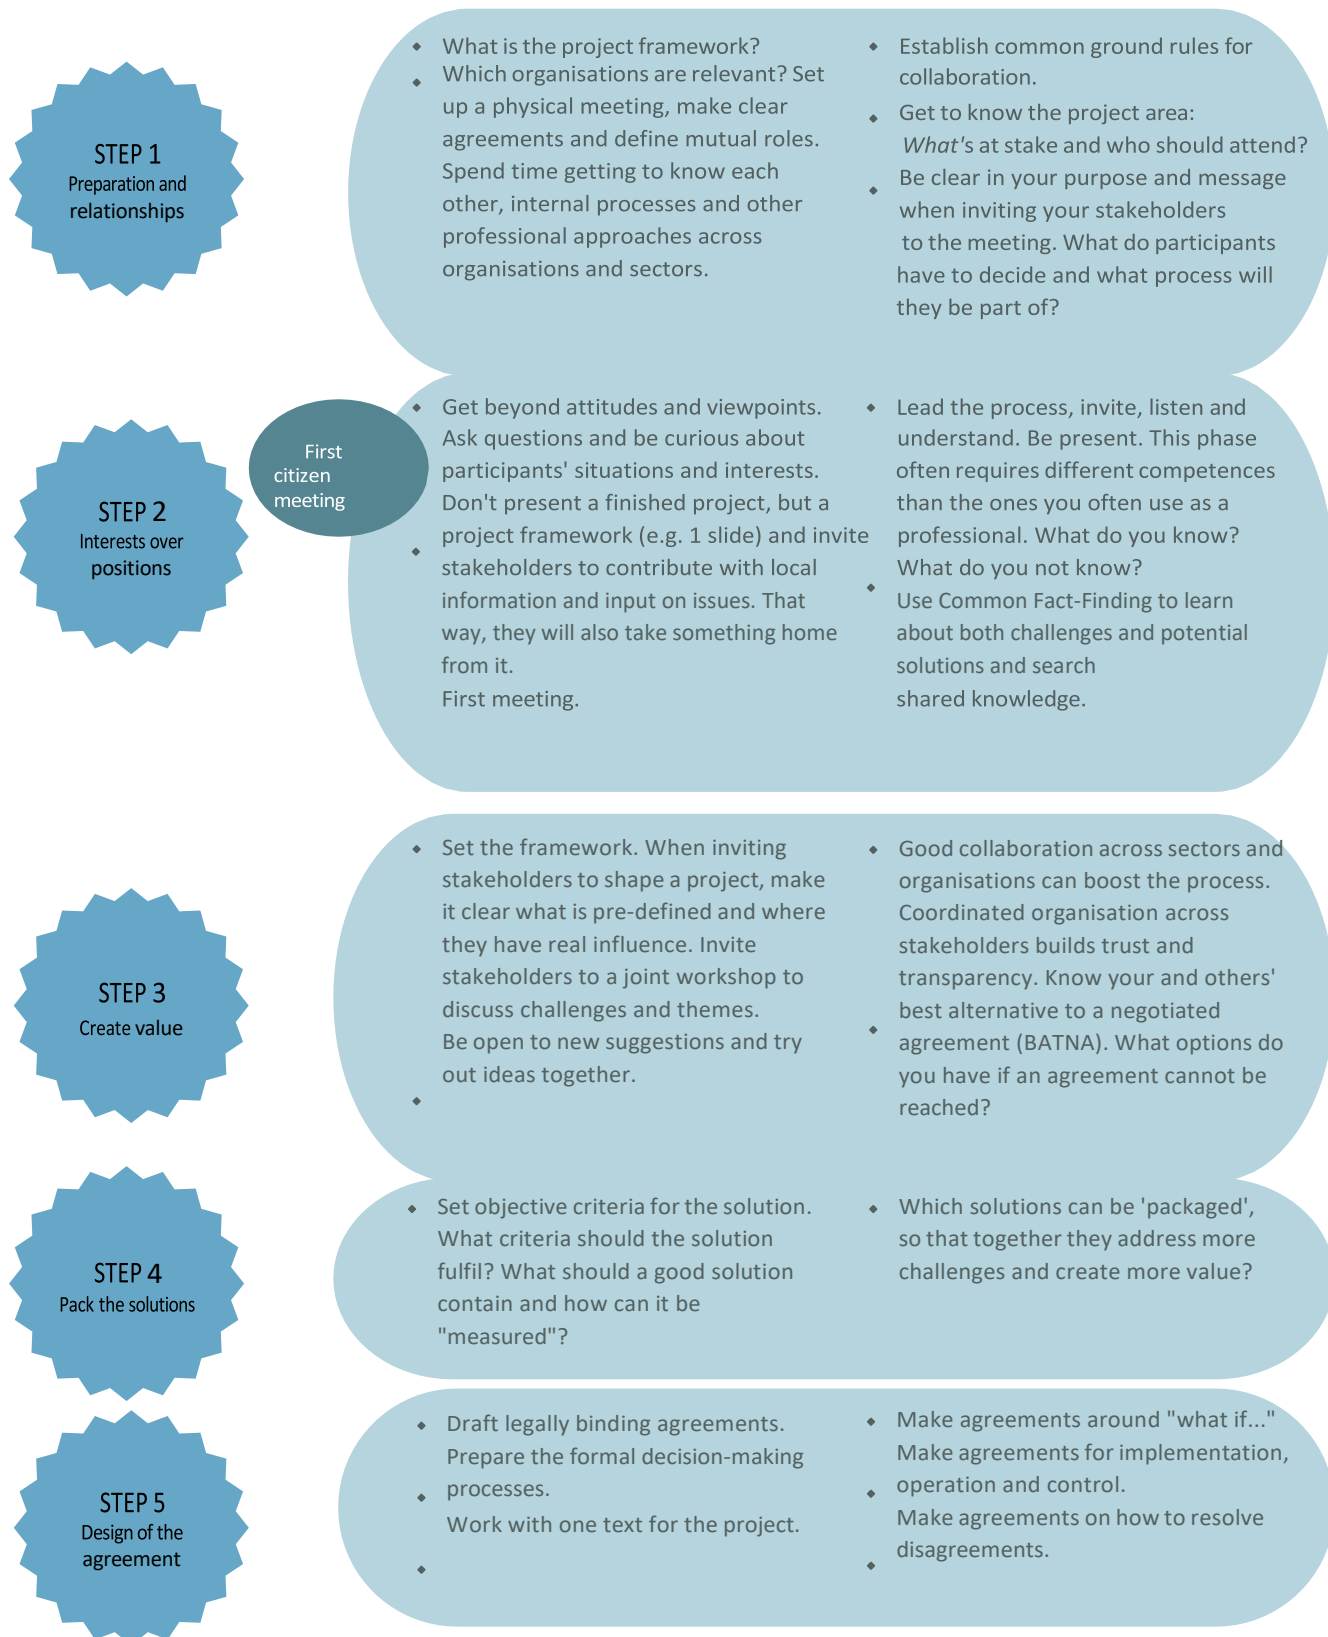 STEP 1
Preparation and
relationships
What is the project framework?
Which organisations are relevant? Set
up a physical meeting, make clear
agreements and define mutual roles.
Spend time getting to know each
other, internal processes and other
professional approaches across
organisations and sectors.
Establish common ground rules for
collaboration.
Get to know the project area:
What's at stake and who should attend?
Be clear in your purpose and message
when inviting your stakeholders
to the meeting. What do participants
have to decide and what process will
they be part of?
STEP 2
Interests over
positions
First
citizen
meeting
Get beyond attitudes and viewpoints.
Ask questions and be curious about
participants' situations and interests.
Don't present a finished project, but a
project framework (e.g. 1 slide) and invite
stakeholders to contribute with local
information and input on issues. That
way, they will also take something home
from it.
First meeting.
Lead the process, invite, listen and
understand. Be present. This phase
often requires different competences
than the ones you often use as a
professional. What do you know?
What do you not know?
Use Common Fact-Finding to learn
about both challenges and potential
solutions and search
shared knowledge.
STEP 3
Create value
Set the framework. When inviting
stakeholders to shape a project, make
it clear what is pre-defined and where
they have real influence. Invite
stakeholders to a joint workshop to
discuss challenges and themes.
Be open to new suggestions and try
out ideas together.
Good collaboration across sectors and
organisations can boost the process.
Coordinated organisation across
stakeholders builds trust and
transparency. Know your and others'
best alternative to a negotiated
agreement (BATNA). What options do
you have if an agreement cannot be
reached?
STEP 4
Pack the solutions
Set objective criteria for the solution.
What criteria should the solution
fulfil? What should a good solution
contain and how can it be
"measured"?
Which solutions can be 'packaged',
so that together they address more
challenges and create more value?
STEP 5
Design of the
agreement
Draft legally binding agreements.
Prepare the formal decision-making
processes.
Work with one text for the project.
Make agreements around "what if..."
Make agreements for implementation,
operation and control.
Make agreements on how to resolve
disagreements.